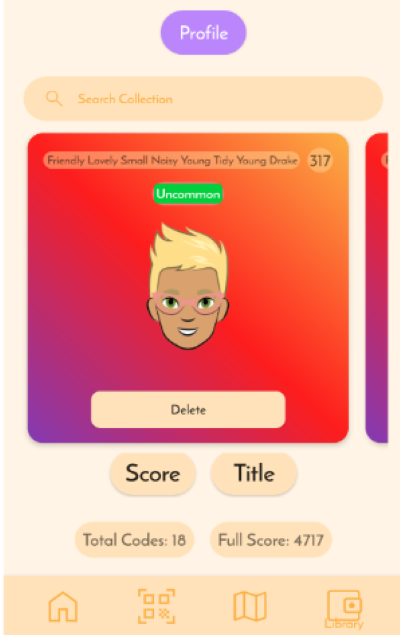 Profile
Search Collection
Friendly Lovely Small Noisy Young Tidy Young Drake 317
Uncommon
Delete
Score Title
Total Codes: 18 Full Score: 4717
Library